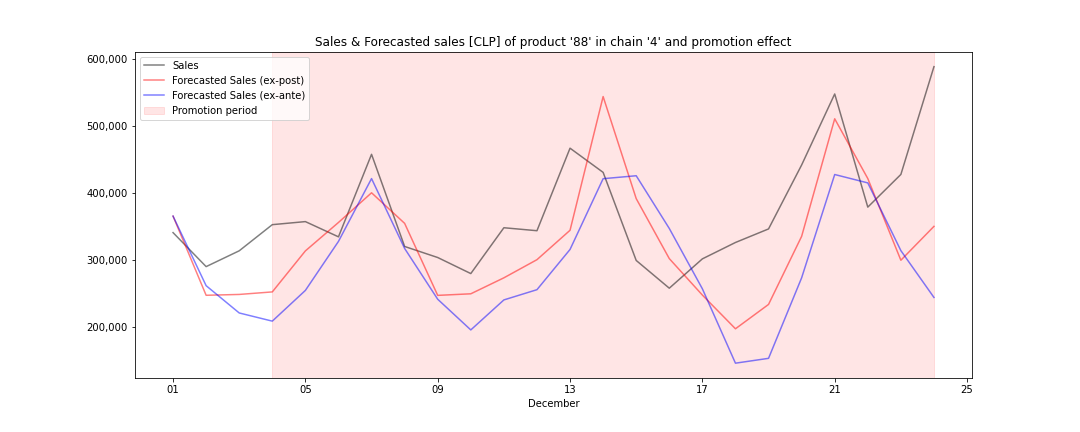 Sales & Forecasted sales [CLP] of product '88' in chain '4' and promotion effect
Sales
Forecasted Sales (ex-post)
Forecasted Sales (ex-ante)
Promotion period
600,000
500,000
400,000
300,000
200,000
01 05 09 13 17 21 25
December